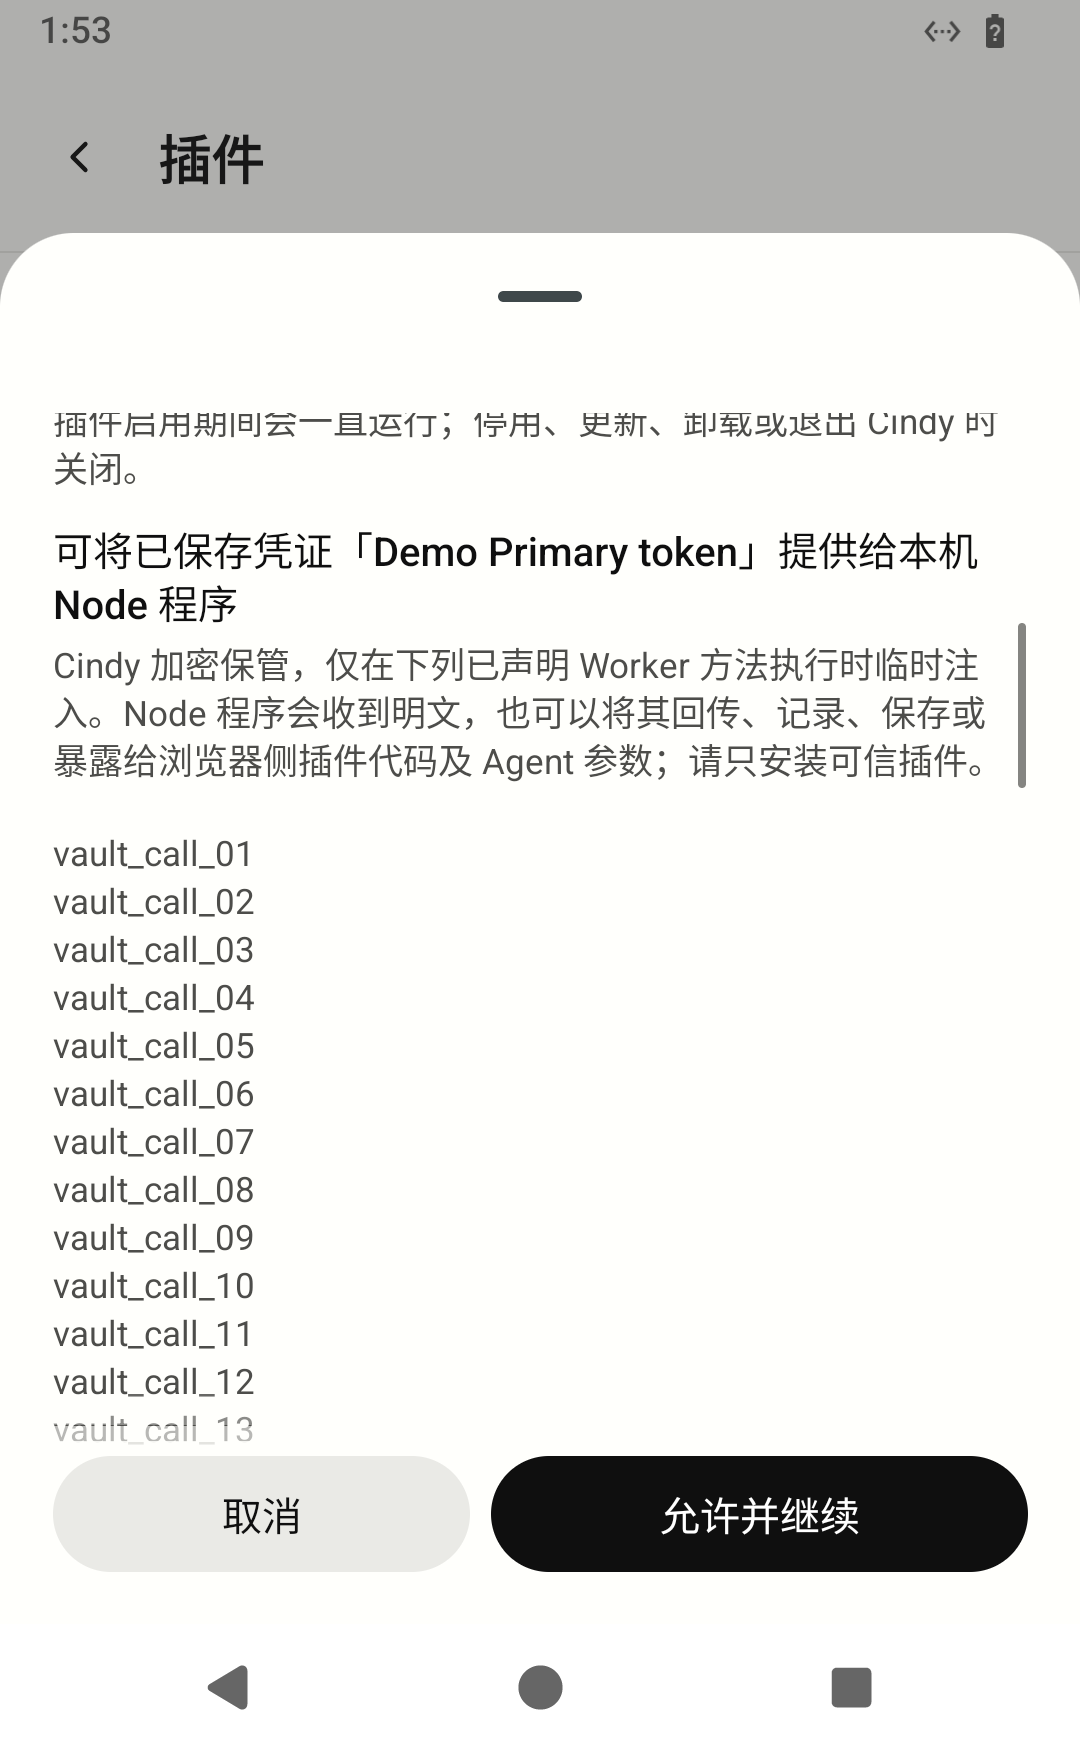 1:53
插件
插件启用期间会一直运行；停用、更新、卸载或退出 Cindy 时
关闭。
可将已保存凭证「Demo Primary token」提供给本机
Node 程序
Cindy 加密保管，仅在下列已声明 Worker 方法执行时临时注
入。Node 程序会收到明文，也可以将其回传、记录、保存或
暴露给浏览器侧插件代码及 Agent 参数；请只安装可信插件。
vault_call_01
vault_call_02
vault_call_03
vault_call_04
vault_call_05
vault_call_06
vault_call_07
vault_call_08
vault_call_09
vault_call_10
vault_call_11
vault_call_12
vault_call_13
取消
允许并继续